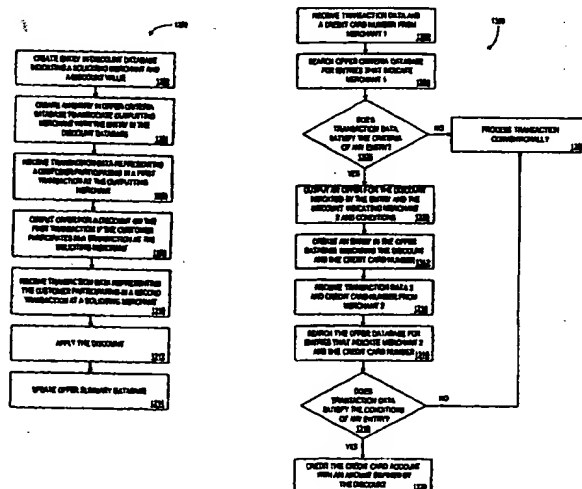 CREATE ENTRY IN DISCOUNT DATABASE
INDICATING A SOLICITING MERCHANT AND
A DISCOUNT VALUE
CREATE AN ENTRY IN OFFER CRITERIA
DATABASE TO ASSOCIATE OUTPUTTING
MERCHANT WITH THE ENTRY IN THE
DISCOUNT DATABASE
RECEIVE TRANSACTION DATA REPRESENTING
A CUSTOMER PARTICIPATING IN A FIRST
TRANSACTION AT THE OUTPUTTING
MERCHANT
OUTPUT OFFER FOR A DISCOUNT ON THE
FIRST TRANSACTION IF THE CUSTOMER
PARTICIPATES IN A TRANSACTION AT THE
SOLICITING MERCHANT
RECEIVE TRANSACTION DATA REPRESENTING
THE CUSTOMER PARTICIPATING IN A SECOND
TRANSACTION AT A SOLICITING MERCHANT
1210
APPLY THE DISCOUNT
1212
UPDATE OFFER SUMMARY DATABASE
1214
RECEIVE TRANSACTION DATA AND
A CREDIT CARD NUMBER FROM
MERCHANT 1
SEARCH OFFER CRITERIA DATABASE
FOR ENTRIES THAT INDICATE
MERCHANT 1
DOES
TRANSACTION DATA
SATISFY THE CRITERIA
OF ANY ENTRY?
NO
PROCESS TRANSACTION
CONVENTIONALLY
YES
OUTPUT AN OFFER FOR THE DISCOUNT
INDICATED BY THE ENTRY AND THE
DISCOUNT INDICATING MERCHANT
2 AND CONDITIONS
CREATE AN ENTRY IN THE OFFER
DATABASE INDICATING THE DISCOUNT
AND THE CREDIT CARD NUMBER
RECEIVE TRANSACTION DATA 2
AND CREDIT CARD NUMBER FROM
MERCHANT 2
SEARCH THE OFFER DATABASE FOR
ENTRIES THAT INDICATE MERCHANT 2
AND THE CREDIT CARD NUMBER
DOES
TRANSACTION DATA
SATISFY THE CONDITIONS
OF ANY ENTRY?
NO
YES
CREDIT THE CREDIT CARD ACCOUNT
WITH AN AMOUNT DEFINED BY
THE DISCOUNT